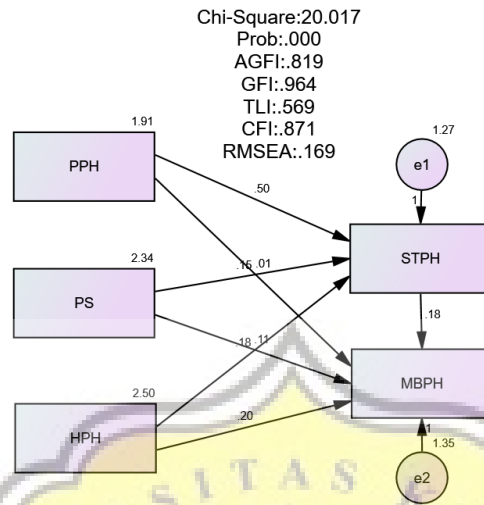 Chi-Square:20.017
Prob:.000
AGFI:.819
GFI:.964
TLI:.569
CFI:.871
RMSEA:.169
1.91
PPH
1.27
e1
1
.50
STPH
2.34
PS
.15 .01
.18
.18 .11
MBPH
2.50
HPH
.20
1
1.35
e2
SITAS